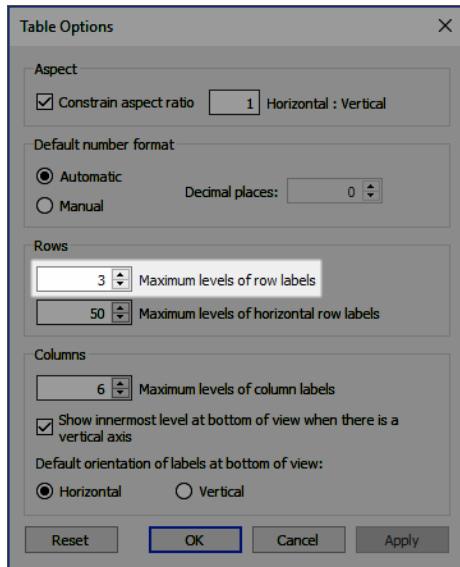 Table Options
Aspect
Constrain aspect ratio 1 Horizontal : Vertical
Default number format
Automatic
Decimal places: 0
Manual
Rows
3 Maximum levels of row labels
50 Maximum levels of horizontal row labels
Columns
6 Maximum levels of column labels
Show innermost level at bottom of view when there is a
vertical axis
Default orientation of labels at bottom of view:
Horizontal Vertical
Reset OK Cancel Apply